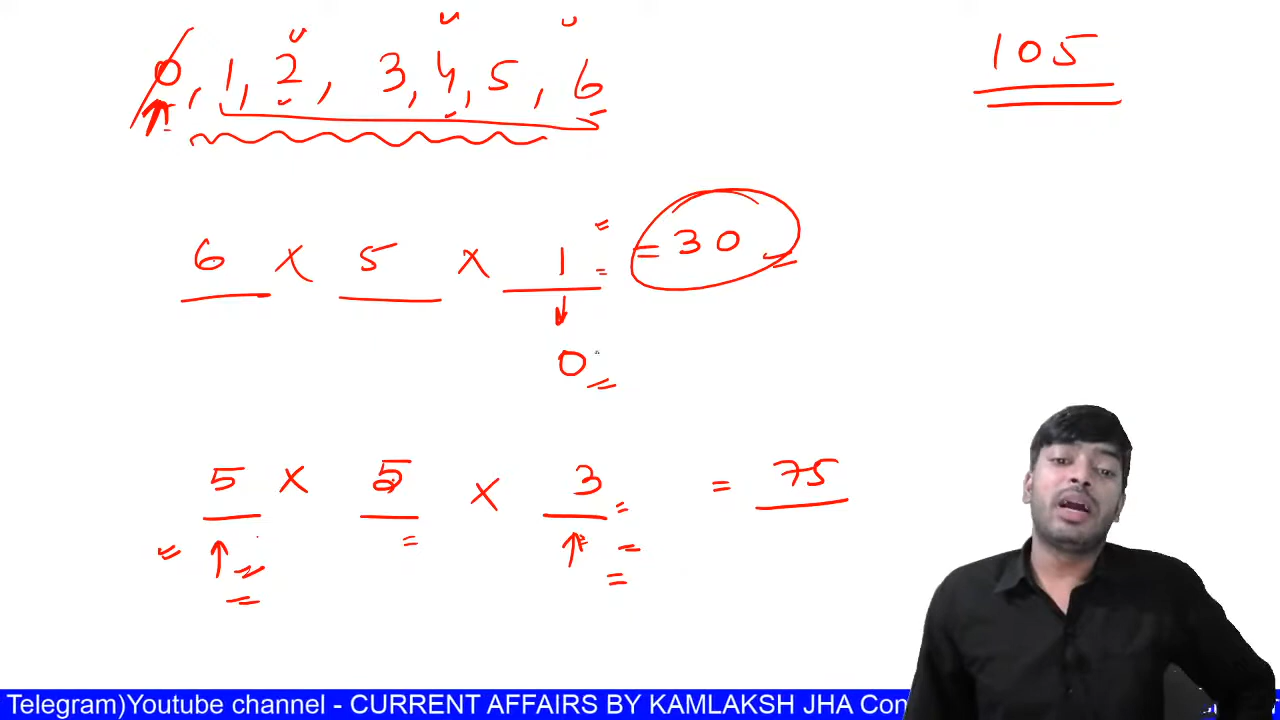 0, 1, 2, 3, 4, 5, 6
105
6 × 5 × 1 = 30
0
5 × 5 × 3 = 75
Telegram)Youtube channel - CURRENT AFFAIRS BY KAMLAKSH JHA Con